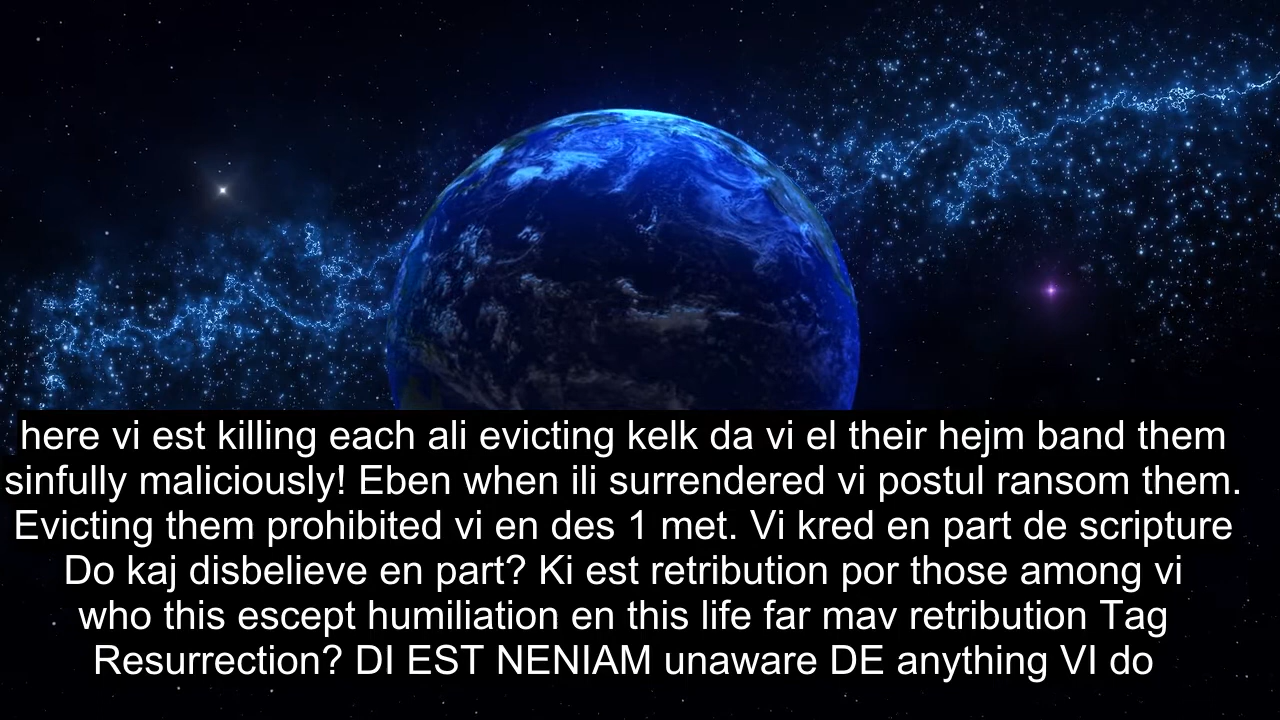 here vi est killing each ali evicting kelk da vi el their hejm band them
sinfully maliciously! Eben when ili surrendered vi postul ransom them.
Evicting them prohibited vi en des 1 met. Vi kred en part de scripture
Do kaj disbelieve en part? Ki est retribution por those among vi
who this escept humiliation en this life far mav retribution Tag
Resurrection? DI EST NENIAM unaware DE anything VI do